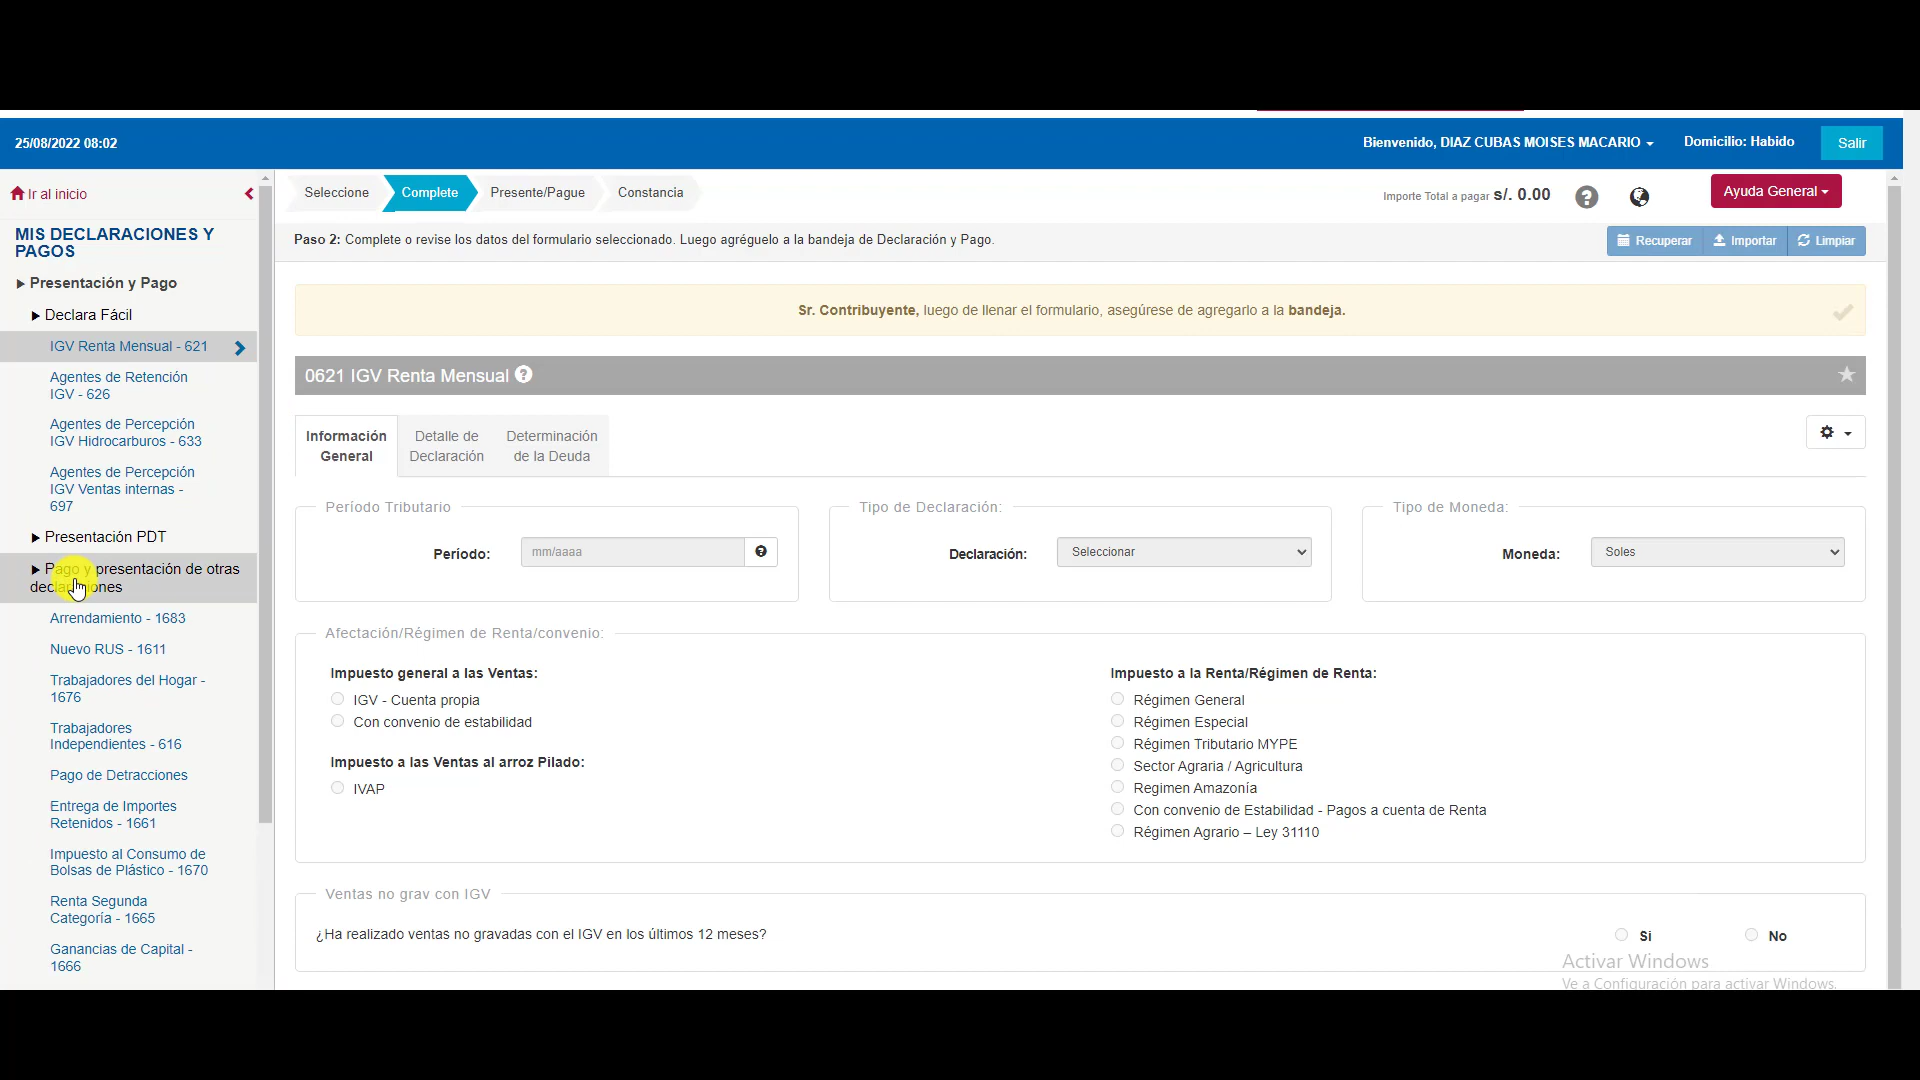 25/08/2022 08:02
Bienvenido, DIAZ CUBAS MOISES MACARIO
Domicilio: Habido
Salir
Ir al inicio
MIS DECLARACIONES Y
PAGOS
Presentación y Pago
Declara Fácil
IGV Renta Mensual - 621
Agentes de Retención
IGV - 626
Agentes de Percepción
IGV Hidrocarburos - 633
Agentes de Percepción
IGV Ventas internas -
697
Presentación PDT
Pago y presentación de otras
declaraciones
Arrendamiento - 1683
Nuevo RUS - 1611
Trabajadores del Hogar -
1676
Trabajadores
Independientes - 616
Pago de Detracciones
Entrega de Importes
Retenidos - 1661
Impuesto al Consumo de
Bolsas de Plástico - 1670
Renta Segunda
Categoría - 1665
Ganancias de Capital -
1666
Seleccione
Complete
Presente/Pague
Constancia
Importe Total a pagar s/. 0.00
Ayuda General
Paso 2: Complete o revise los datos del formulario seleccionado. Luego agréguelo a la bandeja de Declaración y Pago.
Recuperar
Importar
Limpiar
Sr. Contribuyente, luego de llenar el formulario, asegúrese de agregarlo a la bandeja.
0621 IGV Renta Mensual
Información
General
Detalle de
Declaración
Determinación
de la Deuda
Período Tributario
Período:
mm/aaaa
Tipo de Declaración:
Declaración:
Seleccionar
Tipo de Moneda:
Moneda:
Soles
Afectación/Régimen de Renta/convenio:
Impuesto general a las Ventas:
IGV - Cuenta propia
Con convenio de estabilidad
Impuesto a las Ventas al arroz Pilado:
IVAP
Impuesto a la Renta/Régimen de Renta:
Régimen General
Régimen Especial
Régimen Tributario MYPE
Sector Agraria / Agricultura
Regimen Amazonía
Con convenio de Estabilidad - Pagos a cuenta de Renta
Régimen Agrario – Ley 31110
Ventas no grav con IGV
¿Ha realizado ventas no gravadas con el IGV en los últimos 12 meses?
Si
No
Activar Windows
Ve a Configuración para activar Windows.